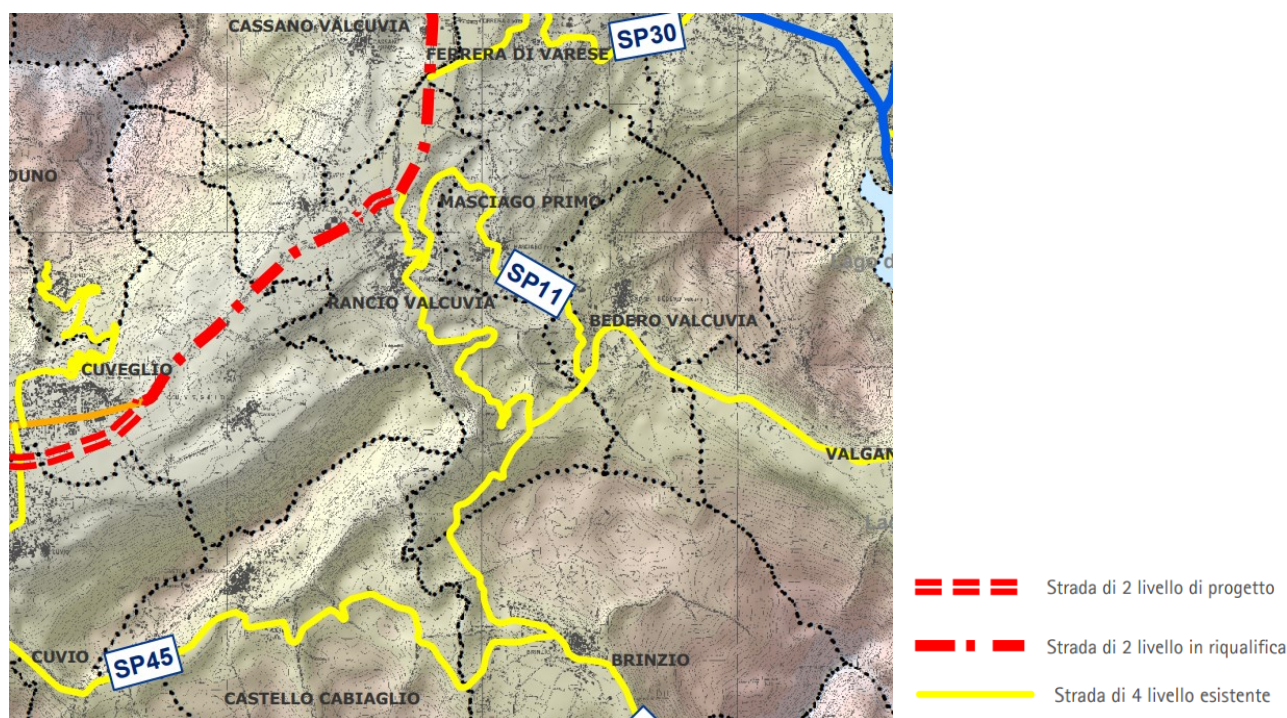 CASSANO VALCUVIA
SP30
FERRERA DI VARESE
DUNO
MASCIAGO PRIMO
Lago d
SP11
RANCIO VALCUVIA
BEDERO VALCUVIA
CUVEGLIO
VALGAN
La
Strada di 2 livello di progetto
Strada di 2 livello in riqualifica
CUVIO
SP45
BRINZIO
CASTELLO CABIAGLIO
Strada di 4 livello esistente